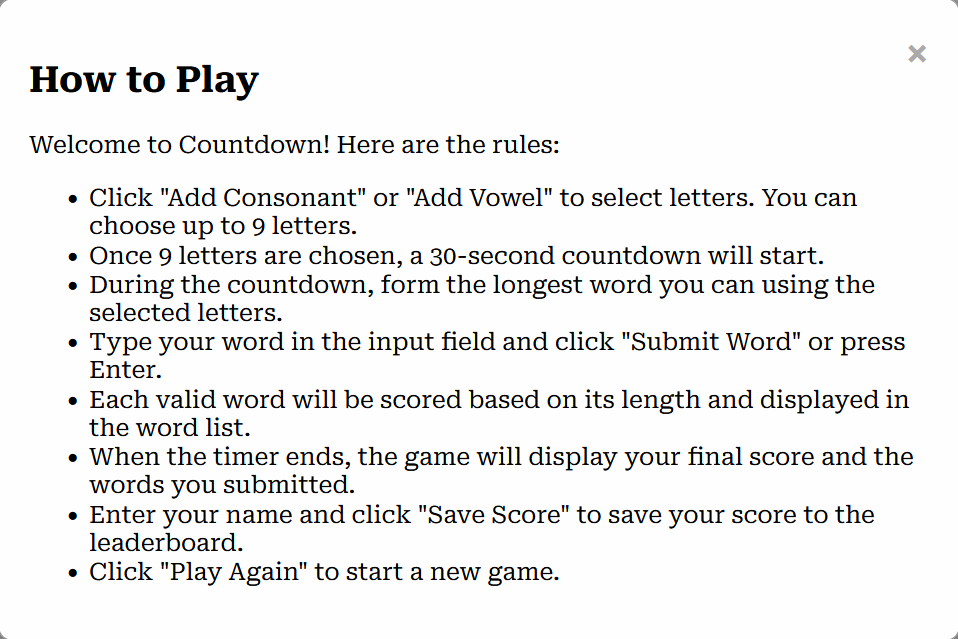 ×
How to Play
Welcome to Countdown! Here are the rules:
• Click "Add Consonant" or "Add Vowel" to select letters. You can
choose up to 9 letters.
• Once 9 letters are chosen, a 30-second countdown will start.
• During the countdown, form the longest word you can using the
selected letters.
• Type your word in the input field and click "Submit Word" or press
Enter.
• Each valid word will be scored based on its length and displayed in
the word list.
• When the timer ends, the game will display your final score and the
words you submitted.
• Enter your name and click "Save Score" to save your score to the
leaderboard.
• Click "Play Again" to start a new game.